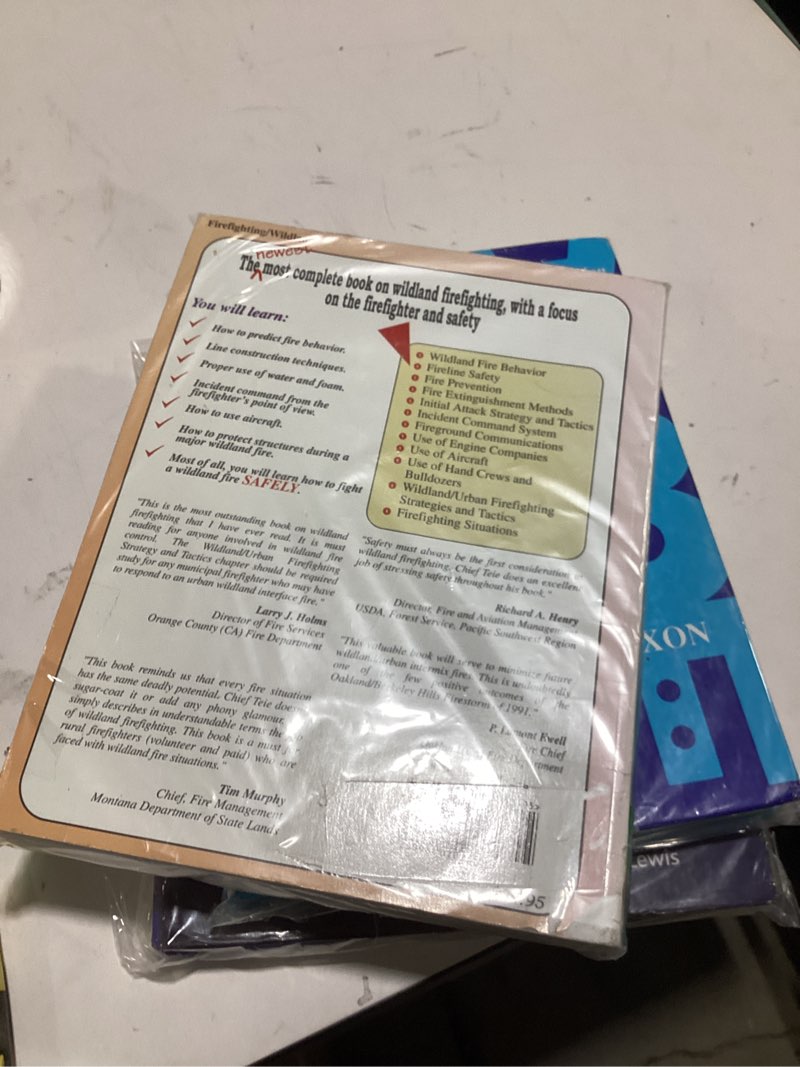 Firefighting/Wildla
newest
The most complete book on wildland firefighting, with a focus
on the firefighter and safety
You will learn:
How to predict fire behavior.
Line construction techniques.
Proper use of water and foam.
Incident command from the
firefighter's point of view.
How to use aircraft.
How to protect structures during a
major wildland fire.
Most of all, you will learn how to fight
a wildland fire SAFELY.
Wildland Fire Behavior
Fireline Safety
Fire Prevention
Fire Extinguishment Methods
Initial Attack Strategy and Tactics
Incident Command System
Fireground Communications
Use of Engine Companies
Use of Aircraft
Use of Hand Crews and
Bulldozers
Wildland/Urban Firefighting
Strategies and Tactics
Firefighting Situations
"This is the most outstanding book on wildland
firefighting that I have ever read. It is must
reading for anyone involved in wildland fire
control. The Wildland/Urban Firefighting
Strategy and Tactics chapter should be required
study for any municipal firefighter who may have
to respond to an urban wildland interface fire."
Larry J. Holms
Director of Fire Services
Orange County (CA) Fire Department
"This book reminds us that every fire situation
has the same deadly potential. Chief Teie does
sugar-coat it or add any phony glamour.
simply describes in understandable terms the
of wildland firefighting. This book is a must
rural firefighters (volunteer and paid) who are
faced with wildland fire situations."
Tim Murphy
Chief, Fire Management
Montana Department of State Lands
"Safety must always be the first consideration
wildland firefighting. Chief Teie does an excellent
job of stressing safety throughout his book."
Richard A. Henry
Director, Fire and Aviation Management
USDA, Forest Service, Pacific Southwest Region
"This valuable book will serve to minimize future
wildland/urban intermix fires. This is undoubtedly
one of the few positive outcomes of the
Oakland/Berkeley Hills Firestorm of 1991."
P. Lamont Ewell
Chief
.95
XON
Lewis